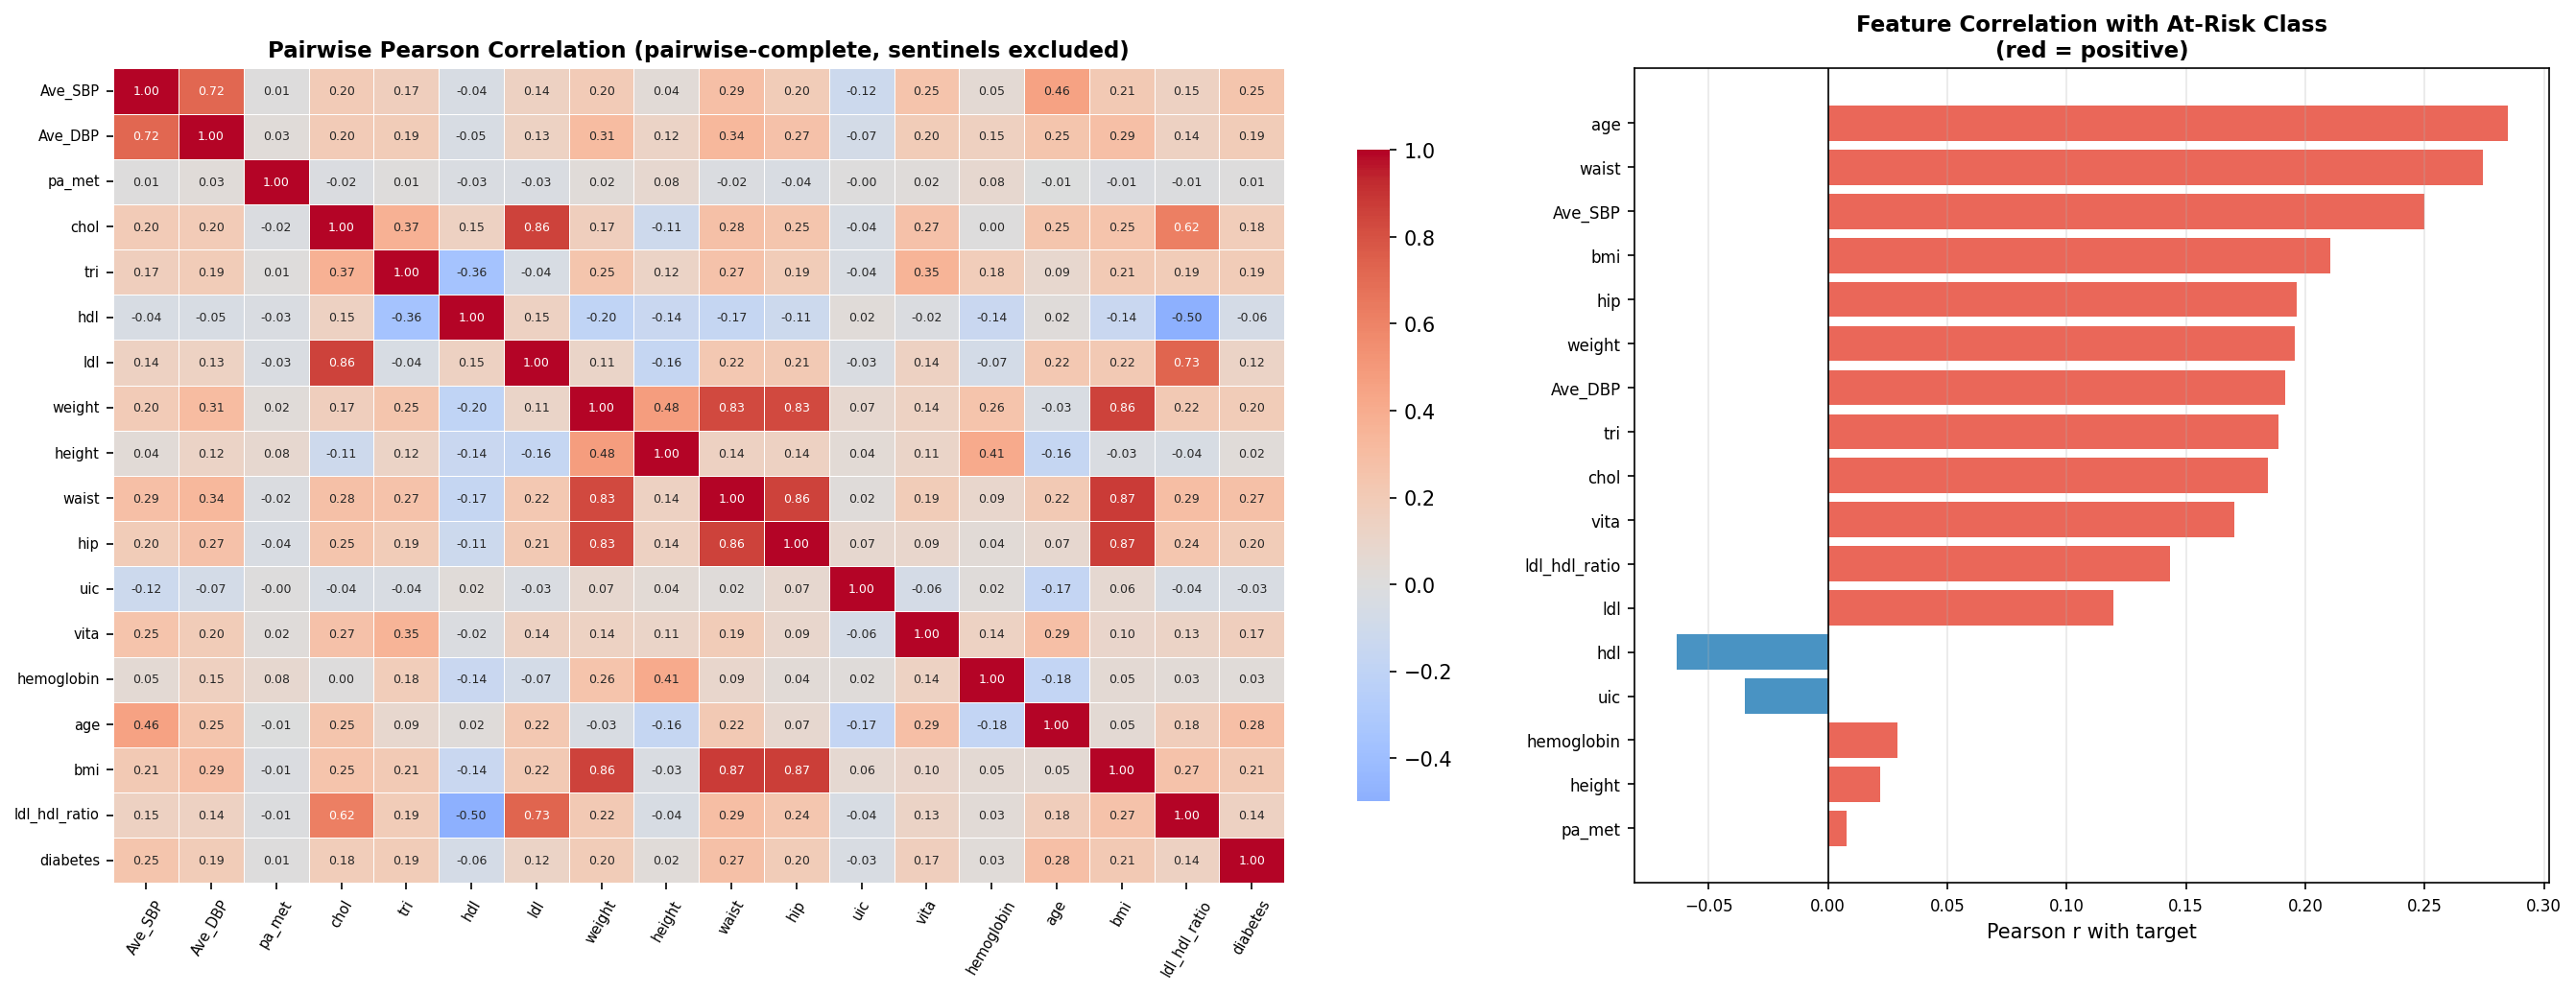 Pairwise Pearson Correlation (pairwise-complete, sentinels excluded)
Ave_SBP 1.00 0.72 0.01 0.20 0.17 -0.04 0.14 0.20 0.04 0.29 0.20 -0.12 0.25 0.05 0.46 0.21 0.15 0.25
Ave_DBP 0.72 1.00 0.03 0.20 0.19 -0.05 0.13 0.31 0.12 0.34 0.27 -0.07 0.20 0.15 0.25 0.29 0.14 0.19
pa_met 0.01 0.03 1.00 -0.02 0.01 -0.03 -0.03 0.02 0.08 -0.02 -0.04 -0.00 0.02 0.08 -0.01 -0.01 -0.01 0.01
chol 0.20 0.20 -0.02 1.00 0.37 0.15 0.86 0.17 -0.11 0.28 0.25 -0.04 0.27 0.00 0.25 0.25 0.62 0.18
tri 0.17 0.19 0.01 0.37 1.00 -0.36 -0.04 0.25 0.12 0.27 0.19 -0.04 0.35 0.18 0.09 0.21 0.19 0.19
hdl -0.04 -0.05 -0.03 0.15 -0.36 1.00 0.15 -0.20 -0.14 -0.17 -0.11 0.02 -0.02 -0.14 0.02 -0.14 -0.50 -0.06
ldl 0.14 0.13 -0.03 0.86 -0.04 0.15 1.00 0.11 -0.16 0.22 0.21 -0.03 0.14 -0.07 0.22 0.22 0.73 0.12
weight 0.20 0.31 0.02 0.17 0.25 -0.20 0.11 1.00 0.48 0.83 0.83 0.07 0.14 0.26 -0.03 0.86 0.22 0.20
height 0.04 0.12 0.08 -0.11 0.12 -0.14 -0.16 0.48 1.00 0.14 0.14 0.04 0.11 0.41 -0.16 -0.03 -0.04 0.02
waist 0.29 0.34 -0.02 0.28 0.27 -0.17 0.22 0.83 0.14 1.00 0.86 0.02 0.19 0.09 0.22 0.87 0.29 0.27
hip 0.20 0.27 -0.04 0.25 0.19 -0.11 0.21 0.83 0.14 0.86 1.00 0.07 0.09 0.04 0.07 0.87 0.24 0.20
uic -0.12 -0.07 -0.00 -0.04 -0.04 0.02 -0.03 0.07 0.04 0.02 0.07 1.00 -0.06 0.02 -0.17 0.06 -0.04 -0.03
vita 0.25 0.20 0.02 0.27 0.35 -0.02 0.14 0.14 0.11 0.19 0.09 -0.06 1.00 0.14 0.29 0.10 0.13 0.17
hemoglobin 0.05 0.15 0.08 0.00 0.18 -0.14 -0.07 0.26 0.41 0.09 0.04 0.02 0.14 1.00 -0.18 0.05 0.03 0.03
age 0.46 0.25 -0.01 0.25 0.09 0.02 0.22 -0.03 -0.16 0.22 0.07 -0.17 0.29 -0.18 1.00 0.05 0.18 0.28
bmi 0.21 0.29 -0.01 0.25 0.21 -0.14 0.22 0.86 -0.03 0.87 0.87 0.06 0.10 0.05 0.05 1.00 0.27 0.21
ldl_hdl_ratio 0.15 0.14 -0.01 0.62 0.19 -0.50 0.73 0.22 -0.04 0.29 0.24 -0.04 0.13 0.03 0.18 0.27 1.00 0.14
diabetes 0.25 0.19 0.01 0.18 0.19 -0.06 0.12 0.20 0.02 0.27 0.20 -0.03 0.17 0.03 0.28 0.21 0.14 1.00
Ave_SBP Ave_DBP pa_met chol tri hdl ldl weight height waist hip uic vita hemoglobin age bmi ldl_hdl_ratio diabetes
1.0
0.8
0.6
0.4
0.2
0.0
−0.2
−0.4
Feature Correlation with At-Risk Class
(red = positive)
age
waist
Ave_SBP
bmi
hip
weight
Ave_DBP
tri
chol
vita
ldl_hdl_ratio
ldl
hdl
uic
hemoglobin
height
pa_met
−0.05 0.00 0.05 0.10 0.15 0.20 0.25 0.30
Pearson r with target